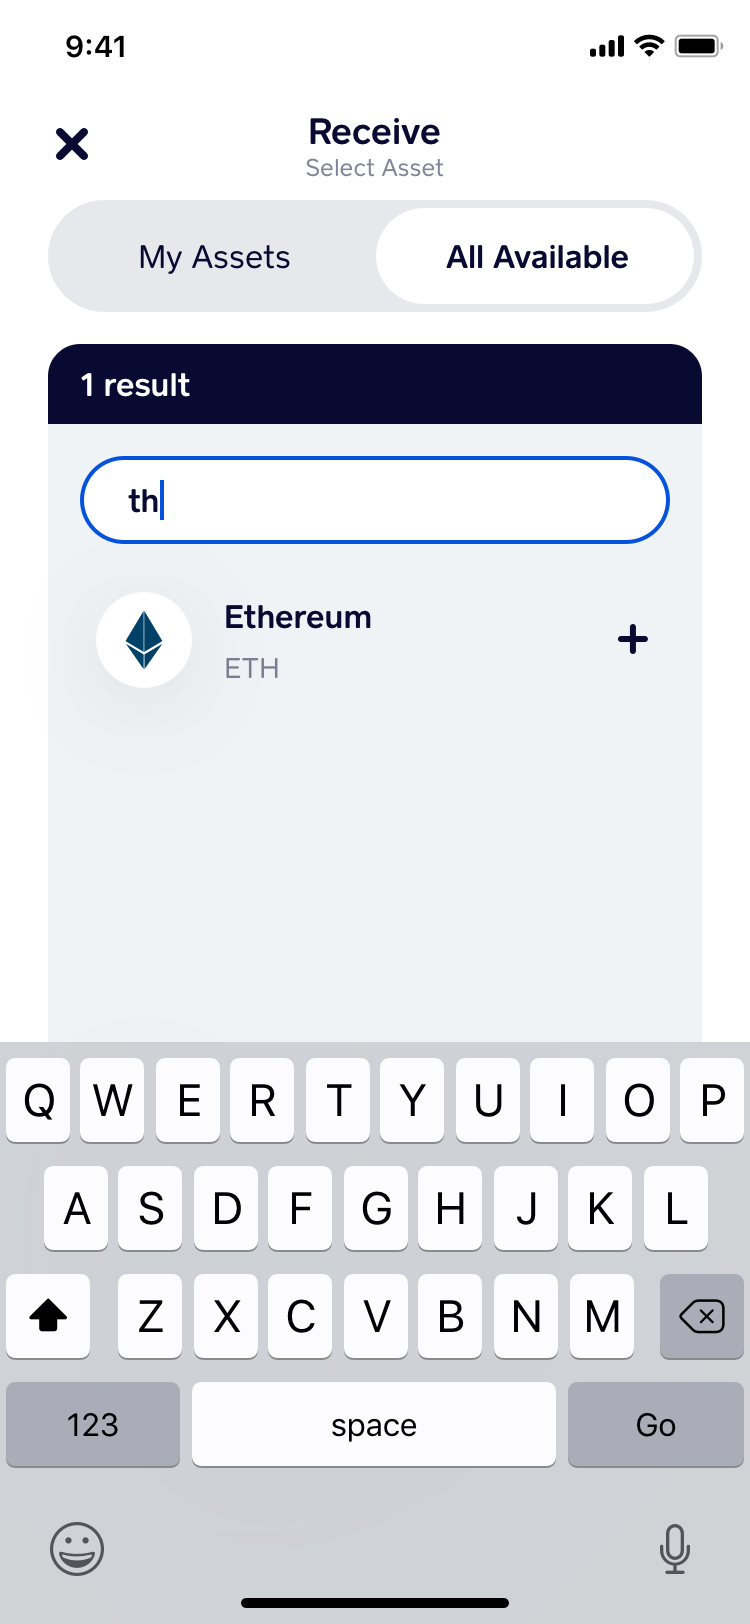 9:41
Receive
Select Asset
My Assets All Available
1 result
th
Ethereum
ETH
Q W E R T Y U I O P
A S D F G H J K L
Z X C V B N M
123 space Go